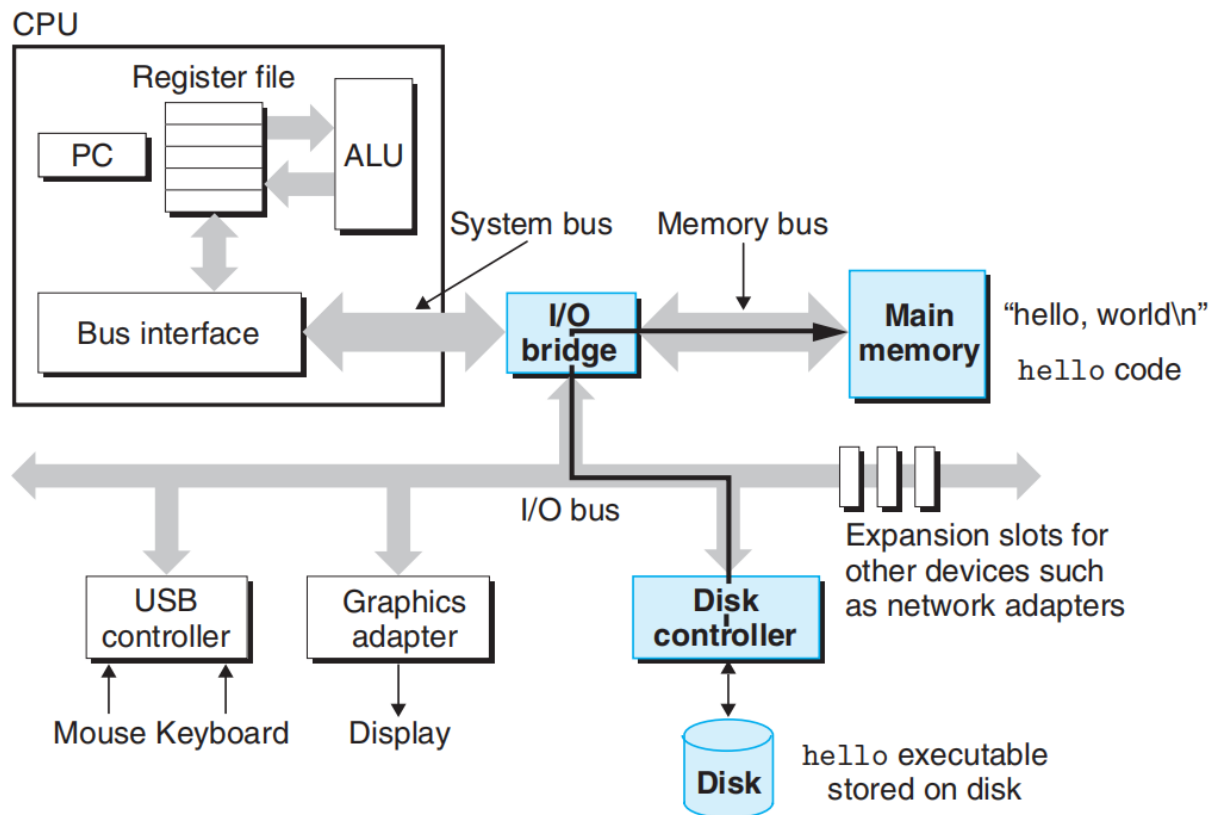 CPU
Register file
PC
ALU
System bus
Memory bus
Bus interface
I/O
bridge
Main
memory
“hello, world\n”
hello code
I/O bus
Expansion slots for
other devices such
as network adapters
USB
controller
Graphics
adapter
Disk
controller
Mouse Keyboard
Display
Disk
hello executable
stored on disk